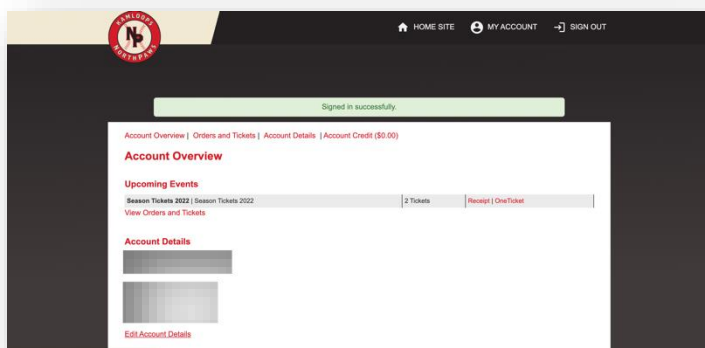 KAMLOOPS
NP
NORTHPAWS
HOME SITE MY ACCOUNT SIGN OUT
Signed in successfully.
Account Overview | Orders and Tickets | Account Details | Account Credit ($0.00)
Account Overview
Upcoming Events
Season Tickets 2022 | Season Tickets 2022 2 Tickets Receipt | OneTicket
View Orders and Tickets
Account Details
Edit Account Details